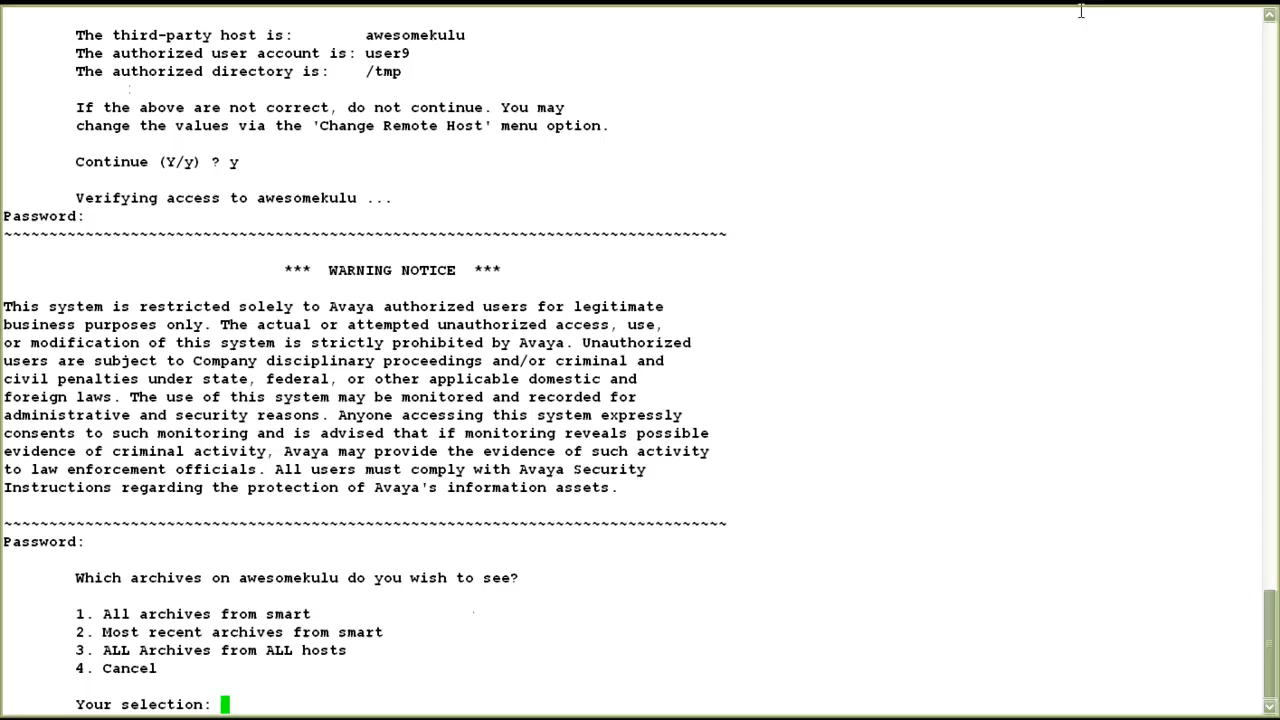 The third-party host is: awesomekulu
The authorized user account is: user9
The authorized directory is: /tmp
If the above are not correct, do not continue. You may
change the values via the 'Change Remote Host' menu option.
Continue (Y/y) ? y
Verifying access to awesomekulu ...
Password:
~~~~~~~~~~~~~~~~~~~~~~~~~~~~~~~~~~~~~~~~~~~~~~~~~~~~~~~~~~~~~~~~~~~~~~~~~~~~~~~~
*** WARNING NOTICE ***
This system is restricted solely to Avaya authorized users for legitimate
business purposes only. The actual or attempted unauthorized access, use,
or modification of this system is strictly prohibited by Avaya. Unauthorized
users are subject to Company disciplinary proceedings and/or criminal and
civil penalties under state, federal, or other applicable domestic and
foreign laws. The use of this system may be monitored and recorded for
administrative and security reasons. Anyone accessing this system expressly
consents to such monitoring and is advised that if monitoring reveals possible
evidence of criminal activity, Avaya may provide the evidence of such activity
to law enforcement officials. All users must comply with Avaya Security
Instructions regarding the protection of Avaya's information assets.
~~~~~~~~~~~~~~~~~~~~~~~~~~~~~~~~~~~~~~~~~~~~~~~~~~~~~~~~~~~~~~~~~~~~~~~~~~~~~~~~
Password:
Which archives on awesomekulu do you wish to see?
1. All archives from smart
2. Most recent archives from smart
3. ALL Archives from ALL hosts
4. Cancel
Your selection: